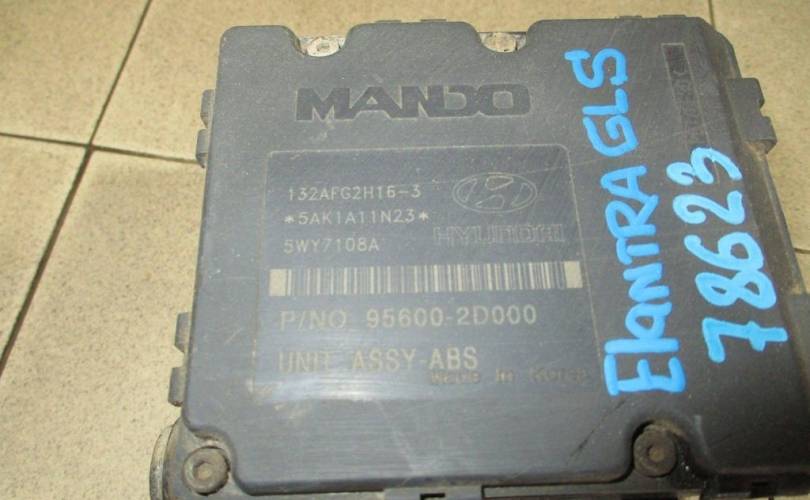 MANDO
132AFG2H16-3
*5AK1A11N23*
5WY7108A
HYUNDAI
P/NO 95600-2D000
UNIT ASSY-ABS
Made in Korea
Elantra GLS
78623